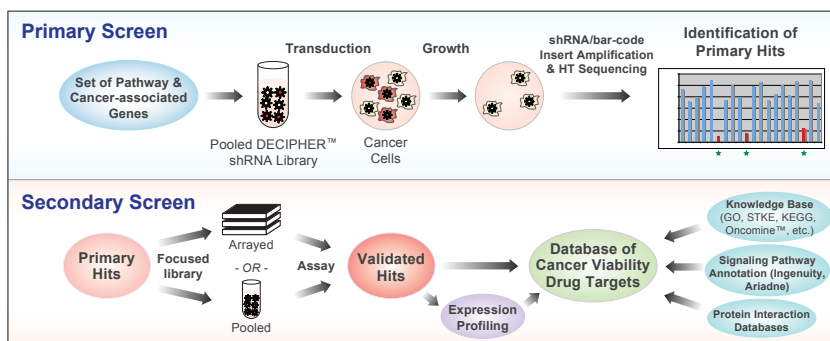 Primary Screen
Set of Pathway &
Cancer-associated
Genes
Pooled DECIPHER™
shRNA Library
Transduction
Cancer
Cells
Growth
shRNA/bar-code
Insert Amplification
& HT Sequencing
Identification of
Primary Hits
Secondary Screen
Primary
Hits
Focused
library
Arrayed
- OR -
Pooled
Assay
Validated
Hits
Expression
Profiling
Database of
Cancer Viability
Drug Targets
Knowledge Base
(GO, STKE, KEGG,
Oncomine™, etc.)
Signaling Pathway
Annotation (Ingenuity,
Ariadne)
Protein Interaction
Databases